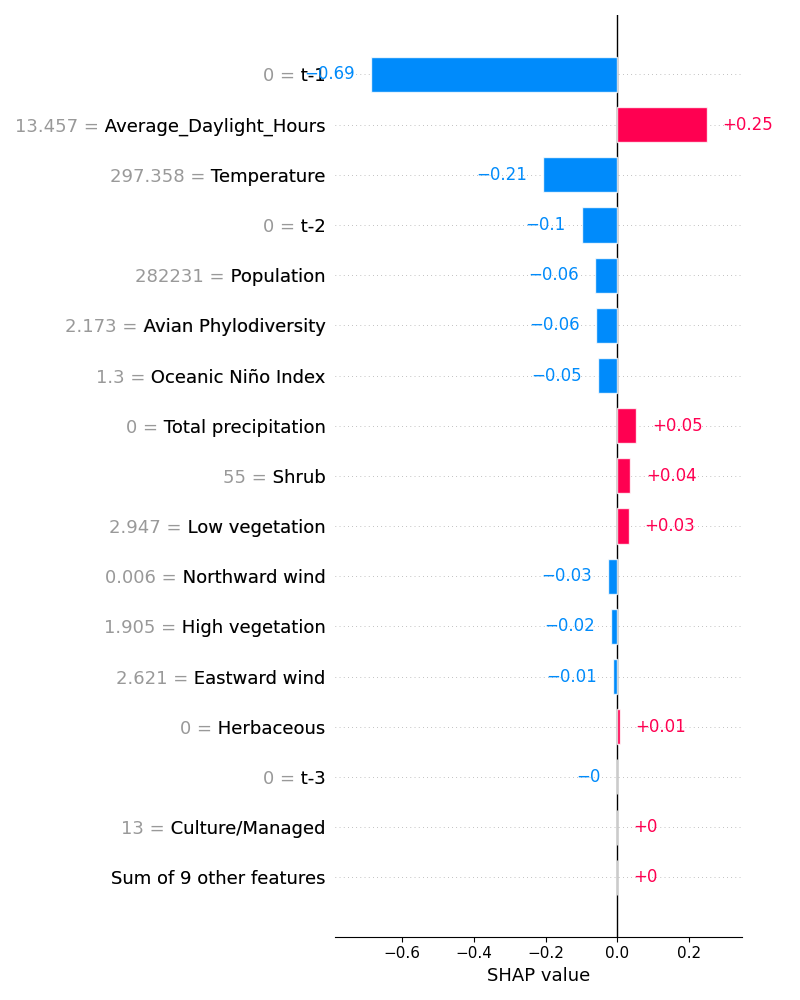 0 = t-1 −0.69
13.457 = Average_Daylight_Hours +0.25
297.358 = Temperature −0.21
0 = t-2 −0.1
282231 = Population −0.06
2.173 = Avian Phylodiversity −0.06
1.3 = Oceanic Niño Index −0.05
0 = Total precipitation +0.05
55 = Shrub +0.04
2.947 = Low vegetation +0.03
0.006 = Northward wind −0.03
1.905 = High vegetation −0.02
2.621 = Eastward wind −0.01
0 = Herbaceous +0.01
0 = t-3 −0
13 = Culture/Managed +0
Sum of 9 other features +0
−0.6 −0.4 −0.2 0.0 0.2
SHAP value